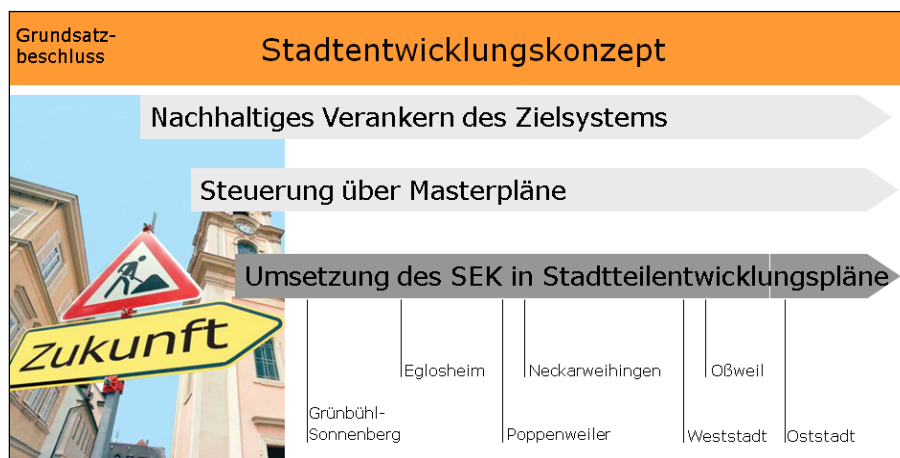 Grundsatz-
beschluss
Stadtentwicklungskonzept
Nachhaltiges Verankern des Zielsystems
Steuerung über Masterpläne
Umsetzung des SEK in Stadtteilentwicklungspläne
Zukunft
Eglosheim
Neckarweihingen
Oßweil
Grünbühl-
Sonnenberg
Poppenweiler
Weststadt
Oststadt